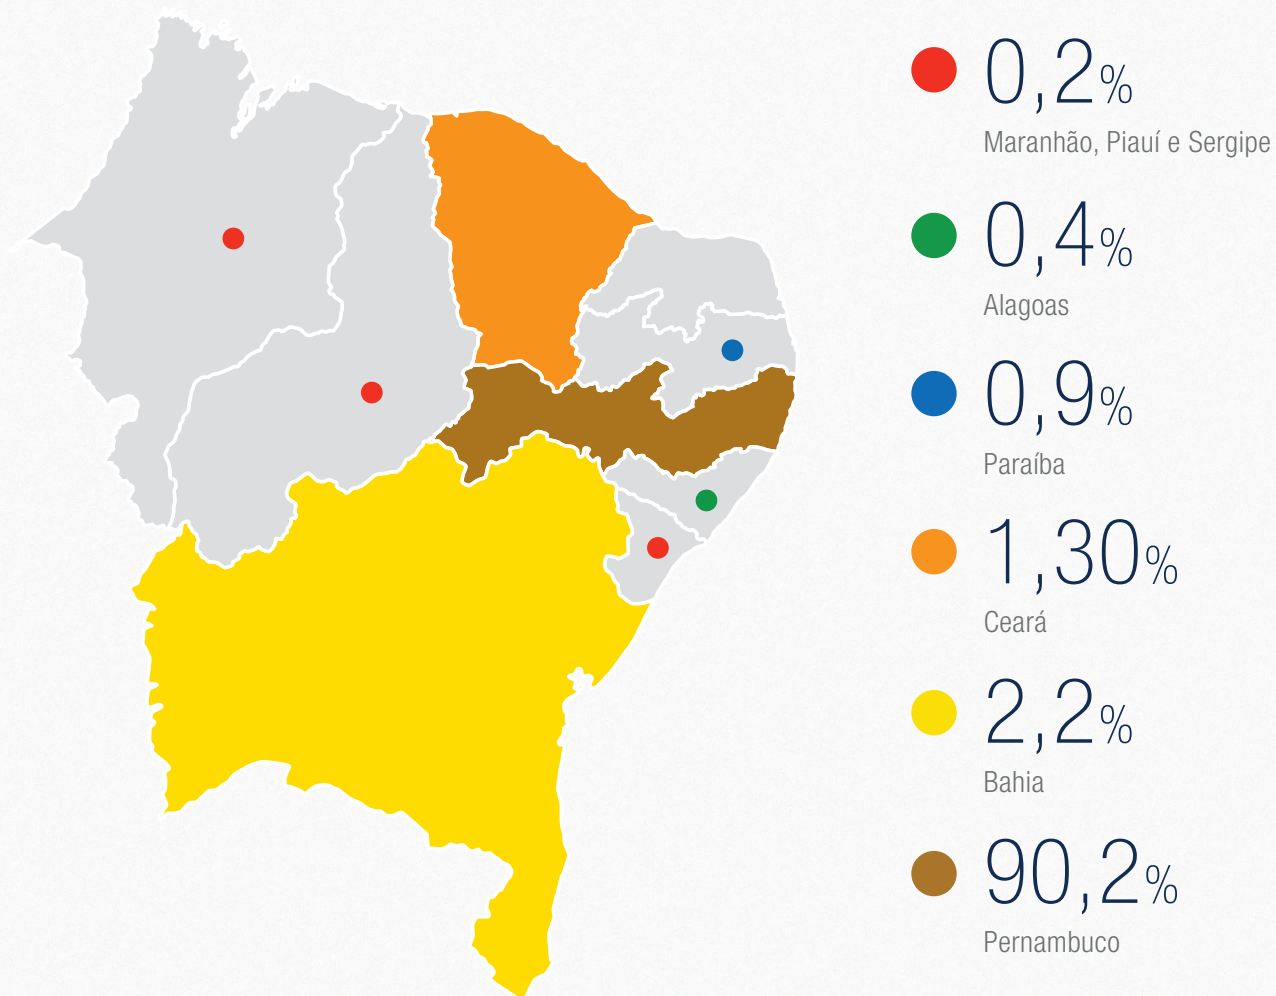 0,2%
Maranhão, Piauí e Sergipe
0,4%
Alagoas
0,9%
Paraíba
1,30%
Ceará
2,2%
Bahia
90,2%
Pernambuco